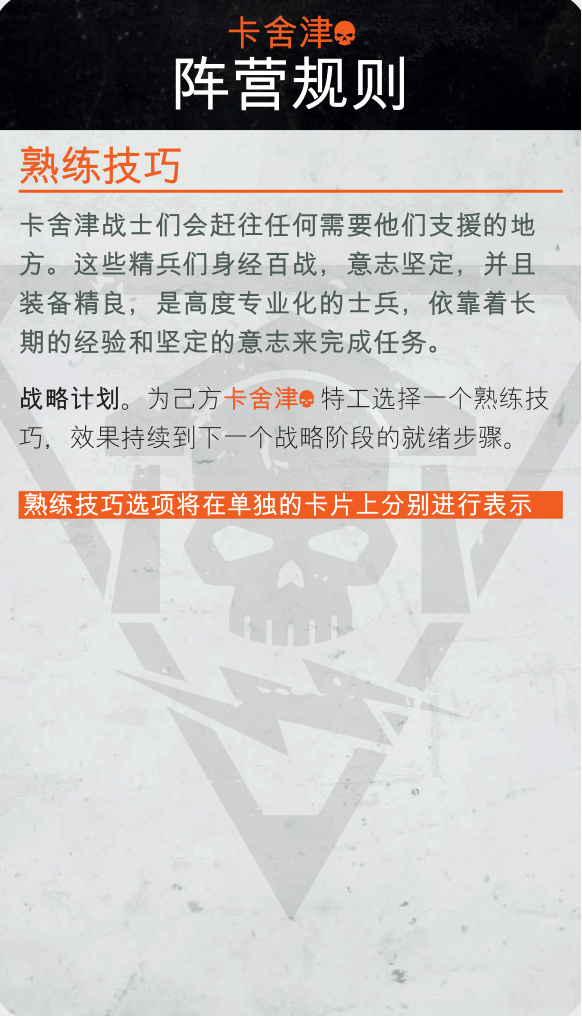 卡舍津
阵营规则
熟练技巧
卡舍津战士们会赶往任何需要他们支援的地
方。这些精兵们身经百战，意志坚定，并且
装备精良，是高度专业化的士兵，依靠着长
期的经验和坚定的意志来完成任务。
战略计划。为己方卡舍津 特工选择一个熟练技
巧，效果持续到下一个战略阶段的就绪步骤。
熟练技巧选项将在单独的卡片上分别进行表示